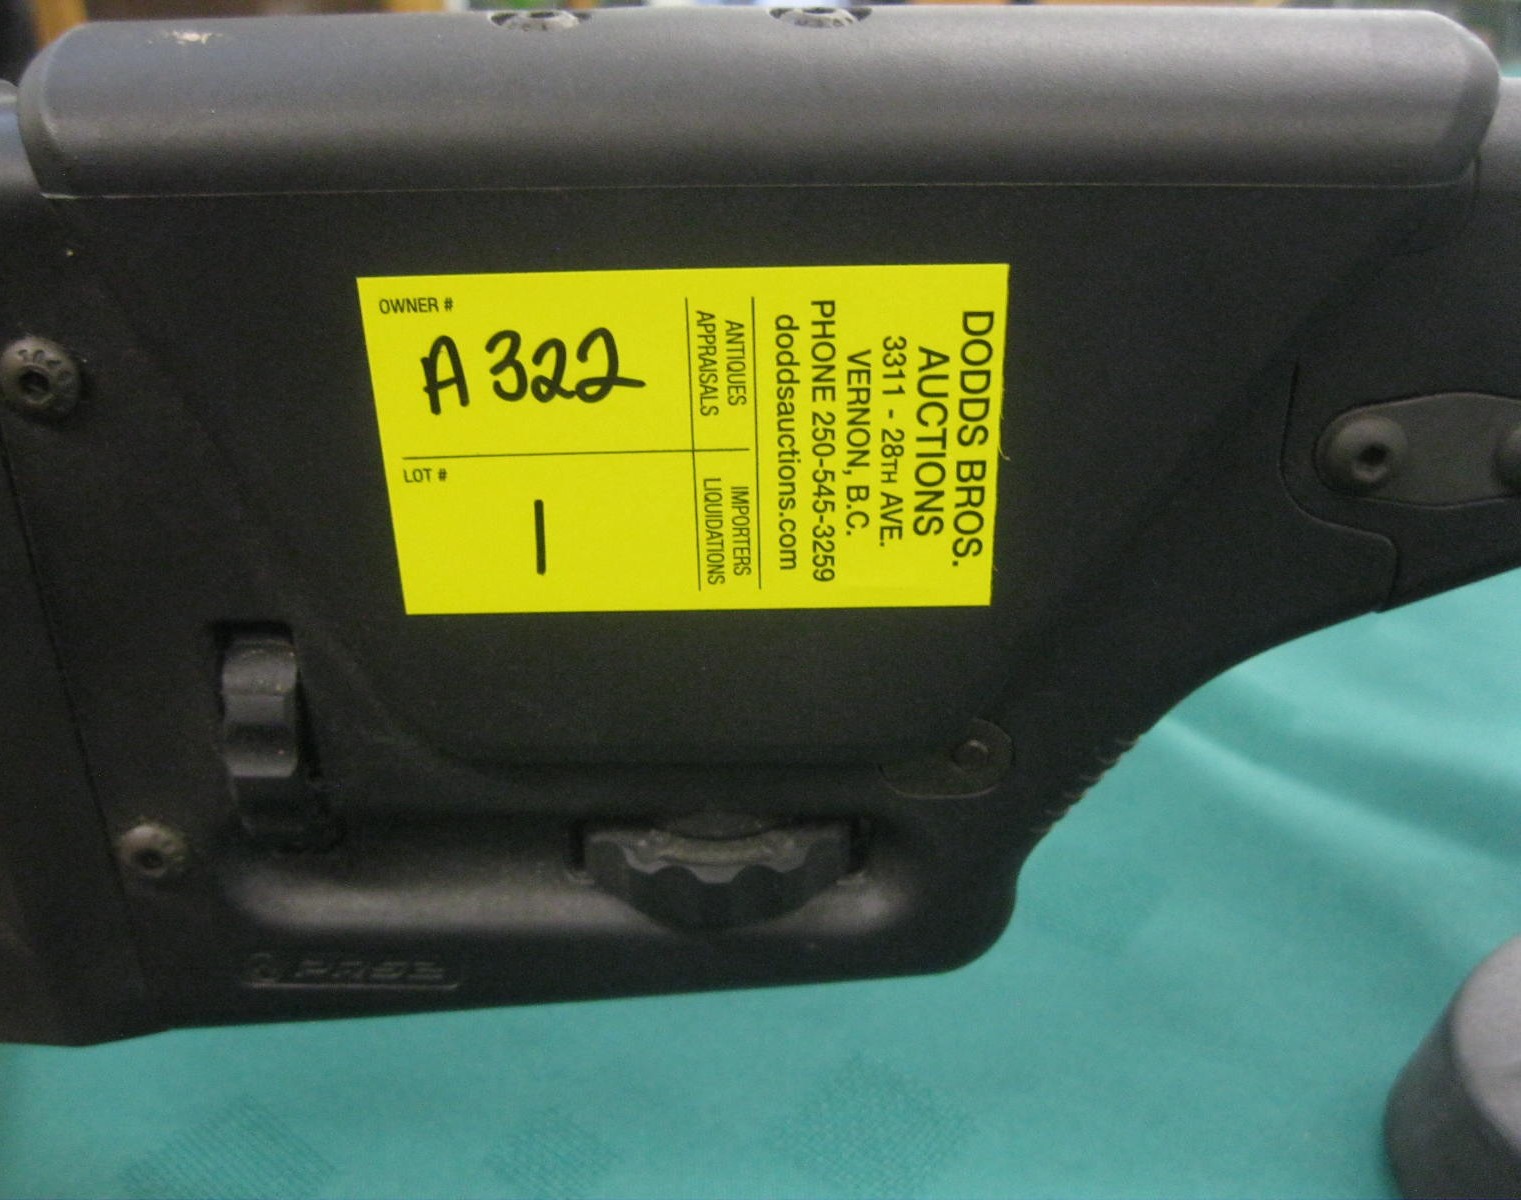 OWNER #
A322
LOT #
1
ANTIQUES
APPRAISALS
IMPORTERS
LIQUIDATIONS
DODDS BROS.
AUCTIONS
3311 - 28TH AVE.
VERNON, B.C.
PHONE 250-545-3259
doddsauctions.com